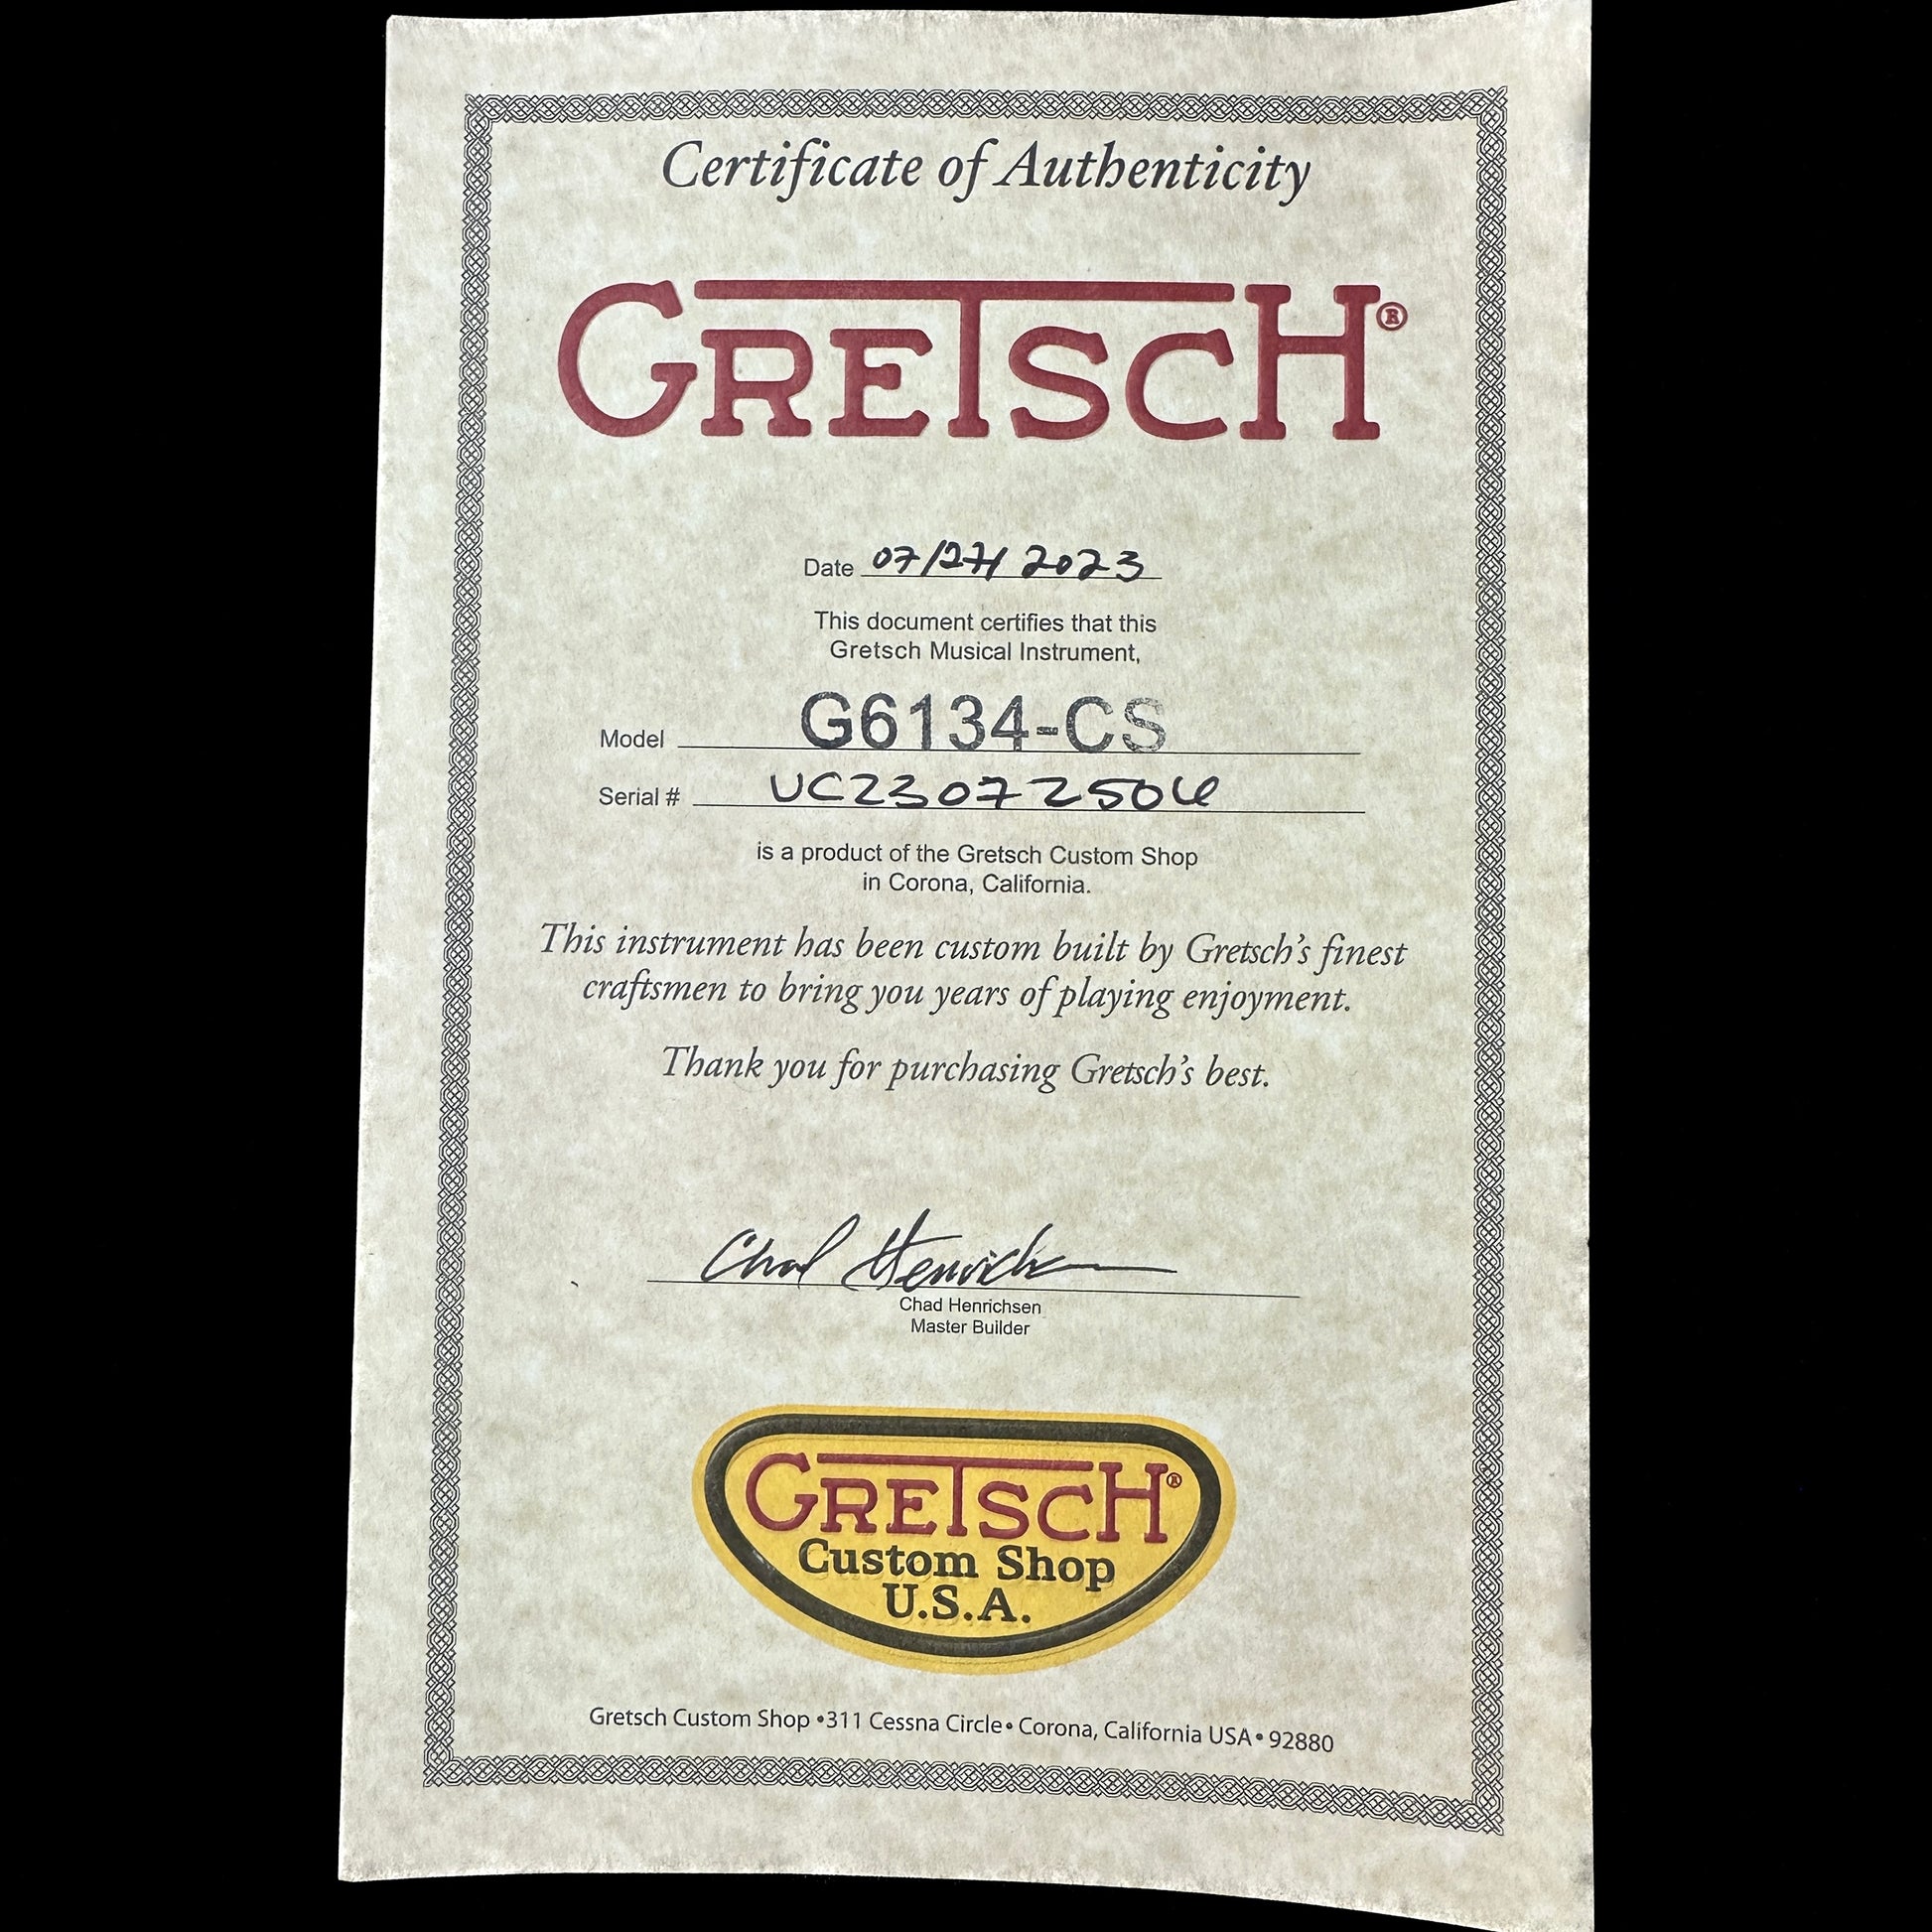 Certificate of Authenticity
GRETSCH®
Date 07/27/2023
This document certifies that this
Gretsch Musical Instrument,
Model G6134-CS
Serial # UC23072506
is a product of the Gretsch Custom Shop
in Corona, California.
This instrument has been custom built by Gretsch's finest
craftsmen to bring you years of playing enjoyment.
Thank you for purchasing Gretsch's best.
Chad Henrichsen
Chad Henrichsen
Master Builder
GRETSCH®
Custom Shop
U.S.A.
Gretsch Custom Shop •311 Cessna Circle• Corona, California USA• 92880